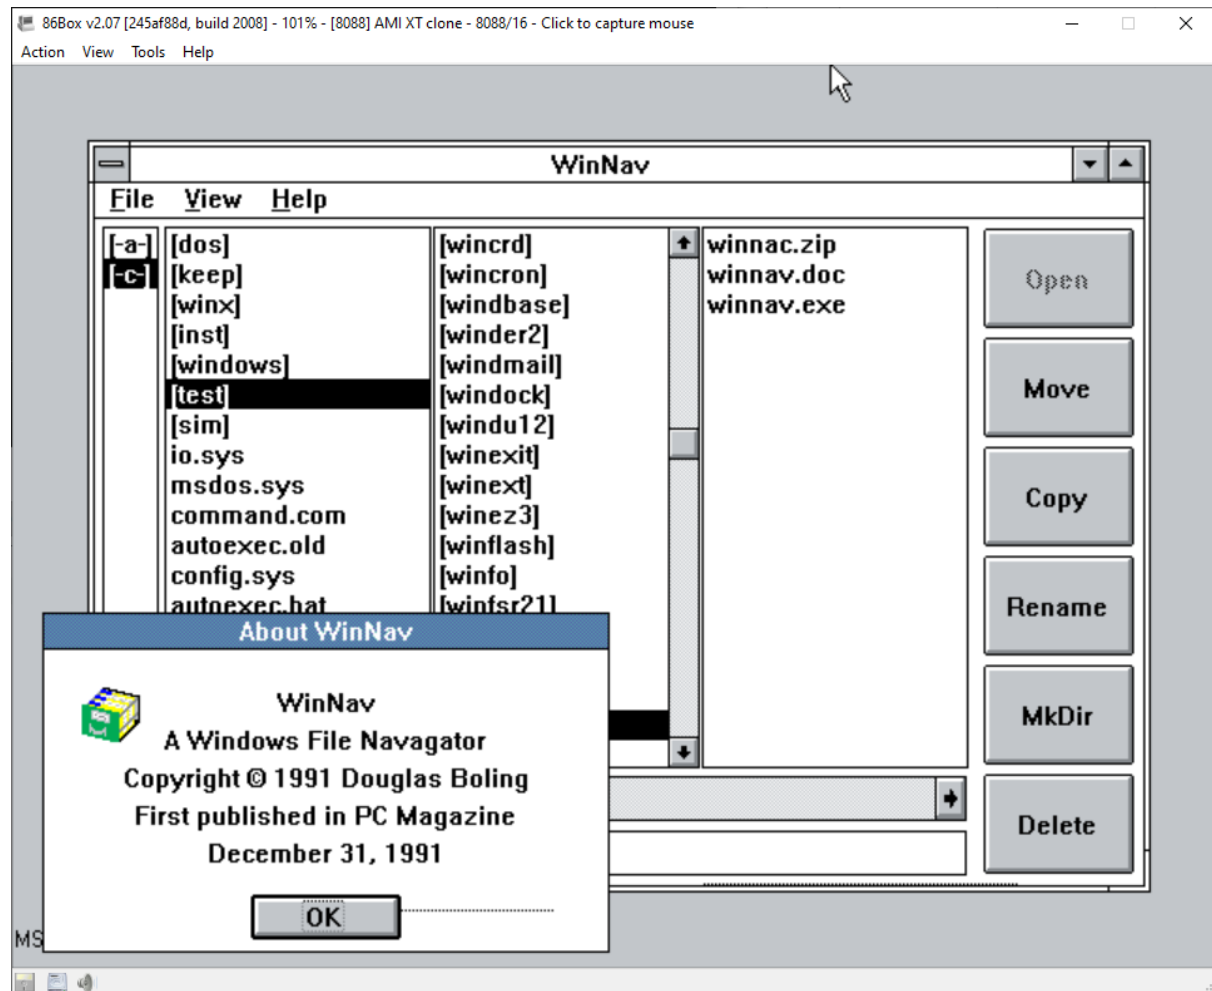 86Box v2.07 [245af88d, build 2008] - 101% - [8088] AMI XT clone - 8088/16 - Click to capture mouse
Action View Tools Help
WinNav
File View Help
[-a-]
[-c-]
[dos]
[keep]
[winx]
[inst]
[windows]
[test]
[sim]
io.sys
msdos.sys
command.com
autoexec.old
config.sys
autoexec.bat
[wincrd]
[wincron]
[windbase]
[winder2]
[windmail]
[windock]
[windu12]
[winexit]
[winext]
[winez3]
[winflash]
[winfo]
[winfsr21]
winnac.zip
winnav.doc
winnav.exe
Open
Move
Copy
Rename
MkDir
Delete
About WinNav
WinNav
A Windows File Navagator
Copyright © 1991 Douglas Boling
First published in PC Magazine
December 31, 1991
OK
MS